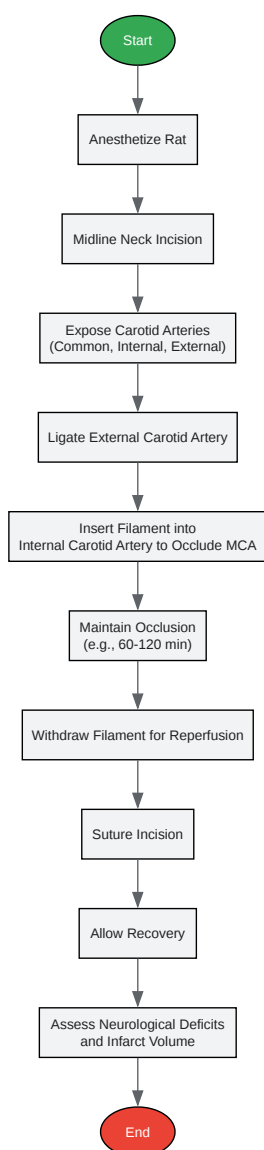 Start
Anesthetize Rat
Midline Neck Incision
Expose Carotid Arteries
(Common, Internal, External)
Ligate External Carotid Artery
Insert Filament into
Internal Carotid Artery to Occlude MCA
Maintain Occlusion
(e.g., 60-120 min)
Withdraw Filament for Reperfusion
Suture Incision
Allow Recovery
Assess Neurological Deficits
and Infarct Volume
End